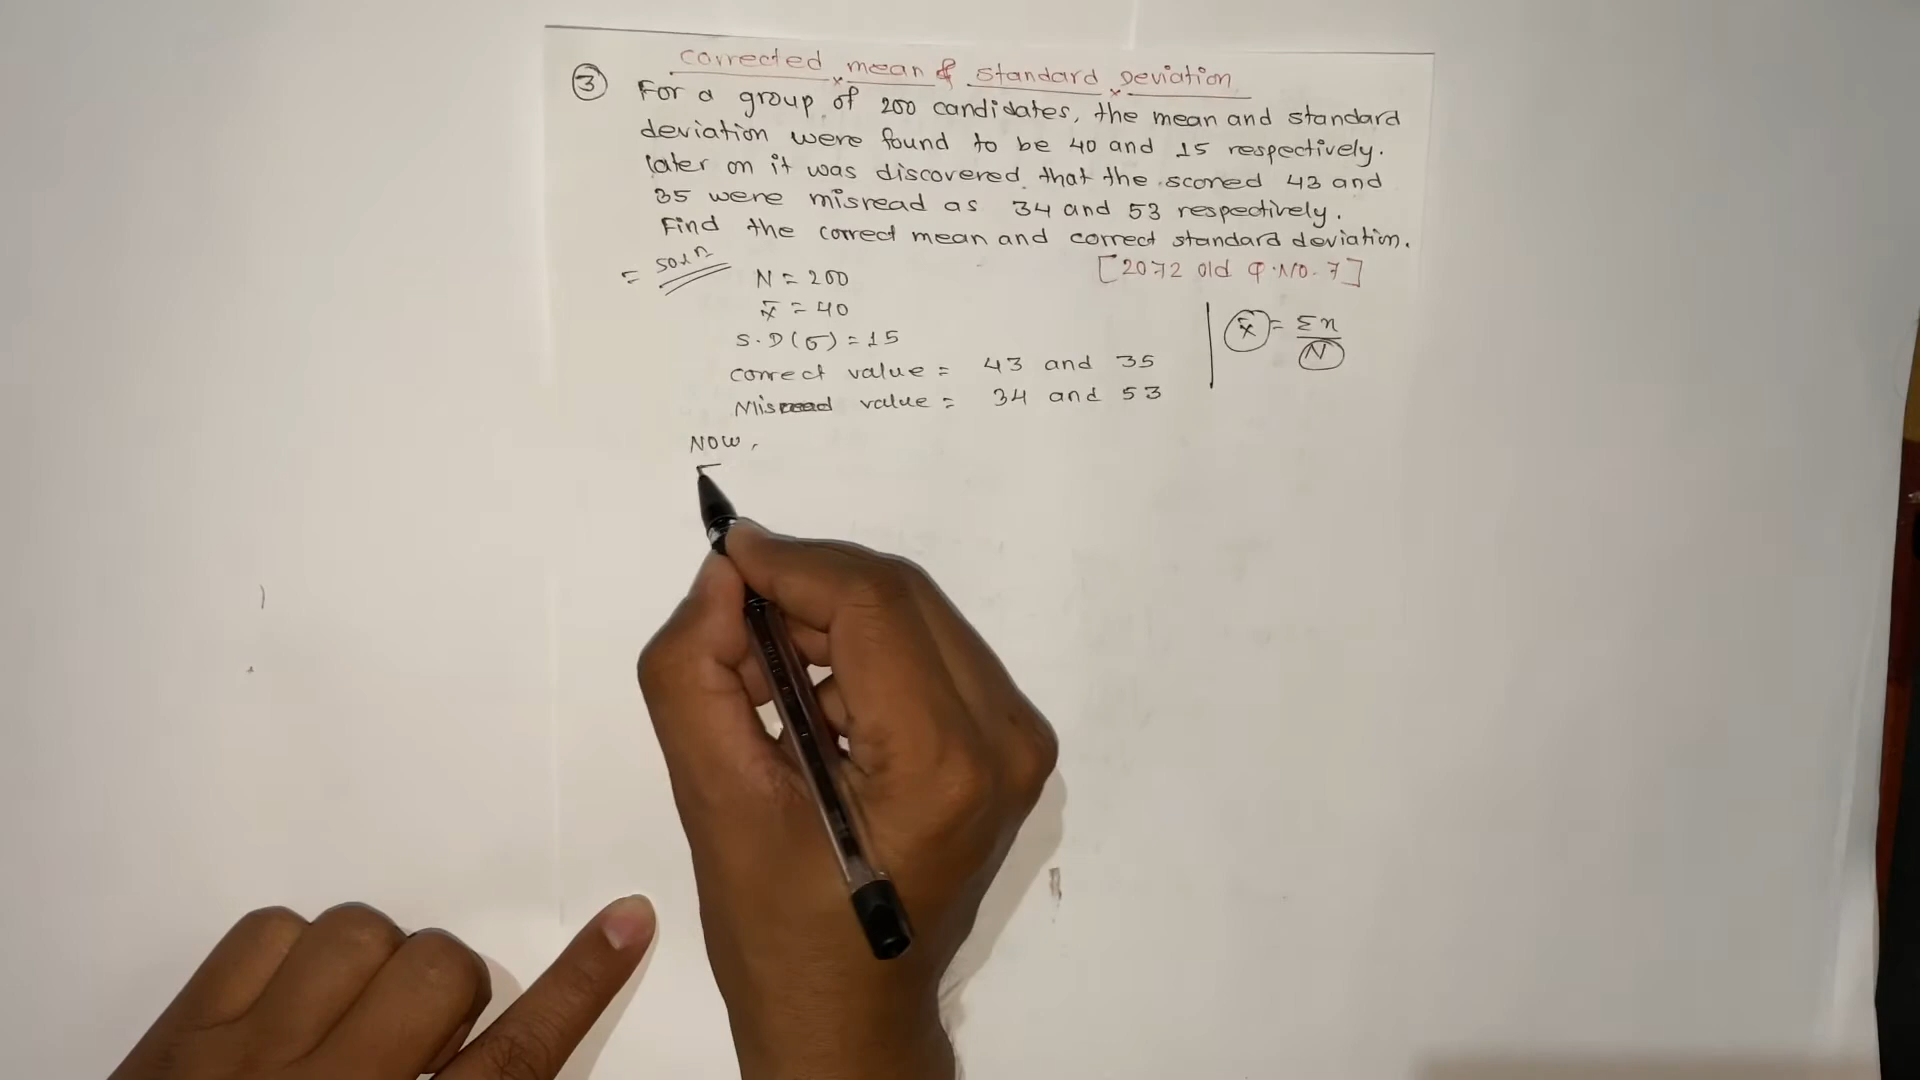 corrected mean & standard Deviation
③ For a group of 200 candidates, the mean and standard
deviation were found to be 40 and 15 respectively.
later on it was discovered that the scored 43 and
35 were misread as 34 and 53 respectively.
Find the correct mean and correct standard deviation.
= solⁿ
[2072 old Q.NO. 7]
N = 200
x̄ = 40
S.D(σ) = 15
x̄ = Σx/N
correct value = 43 and 35
Misread value = 34 and 53
NOW,